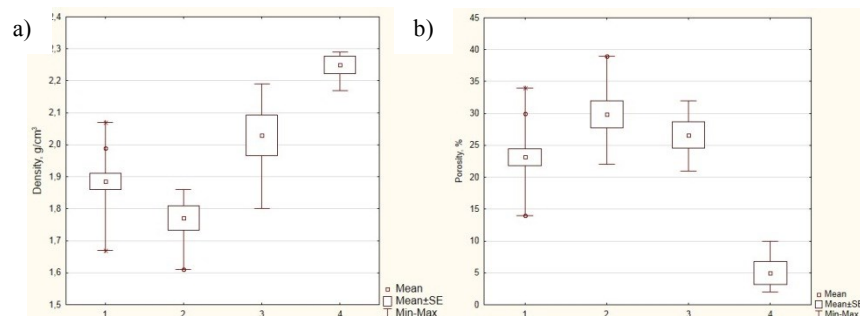 a)
2,4
2,3
2,2
2,1
2,0
1,9
1,8
1,7
1,6
1,5
Density, g/cm³
1 2 3 4
Mean
Mean±SE
Min-Max
b)
45
40
35
30
25
20
15
10
5
0
Porosity, %
1 2 3 4
Mean
Mean±SE
Min-Max